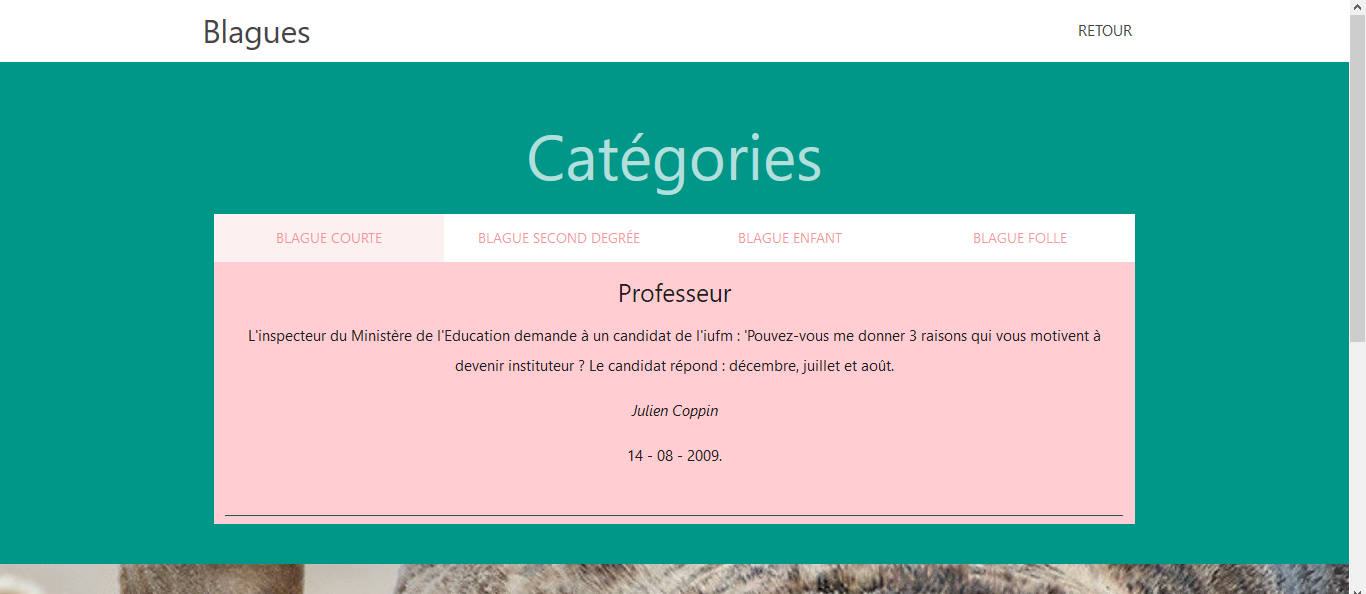 Blagues
RETOUR
Catégories
BLAGUE COURTE
BLAGUE SECOND DEGRÉE
BLAGUE ENFANT
BLAGUE FOLLE
Professeur
L'inspecteur du Ministère de l'Education demande à un candidat de l'iufm : 'Pouvez-vous me donner 3 raisons qui vous motivent à
devenir instituteur ? Le candidat répond : décembre, juillet et août.
Julien Coppin
14 - 08 - 2009.